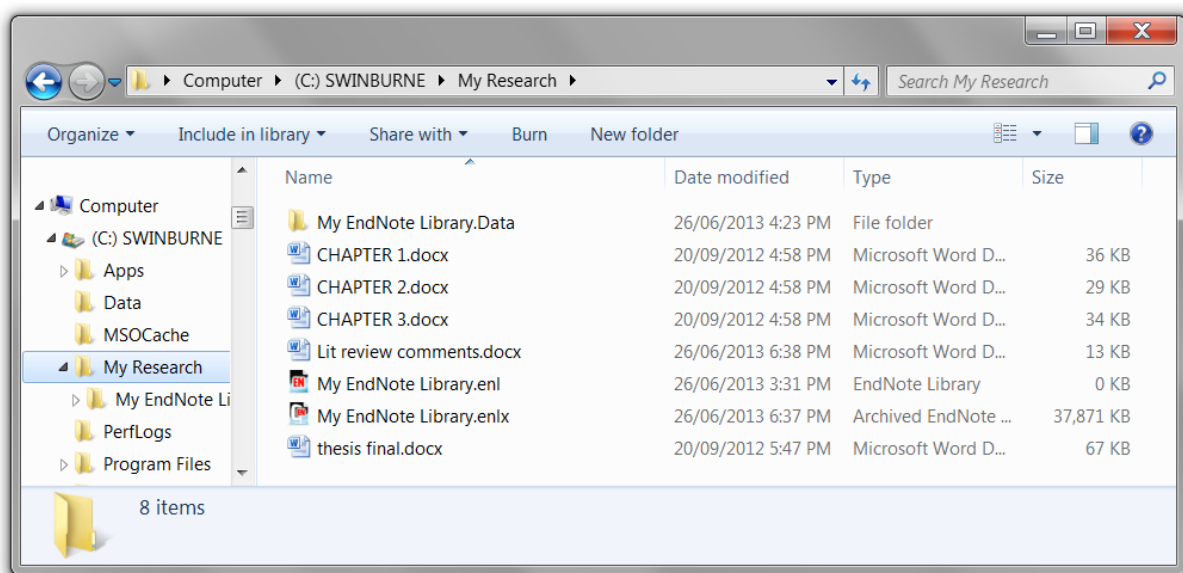 Computer ▸ (C:) SWINBURNE ▸ My Research ▸
Search My Research
Organize Include in library Share with Burn New folder
Name Date modified Type Size
Computer
(C:) SWINBURNE
Apps
Data
MSOCache
My Research
My EndNote Li
PerfLogs
Program Files
My EndNote Library.Data 26/06/2013 4:23 PM File folder
CHAPTER 1.docx 20/09/2012 4:58 PM Microsoft Word D... 36 KB
CHAPTER 2.docx 20/09/2012 4:58 PM Microsoft Word D... 29 KB
CHAPTER 3.docx 20/09/2012 4:58 PM Microsoft Word D... 34 KB
Lit review comments.docx 26/06/2013 6:38 PM Microsoft Word D... 13 KB
My EndNote Library.enl 26/06/2013 3:31 PM EndNote Library 0 KB
My EndNote Library.enlx 26/06/2013 6:37 PM Archived EndNote ... 37,871 KB
thesis final.docx 20/09/2012 5:47 PM Microsoft Word D... 67 KB
8 items